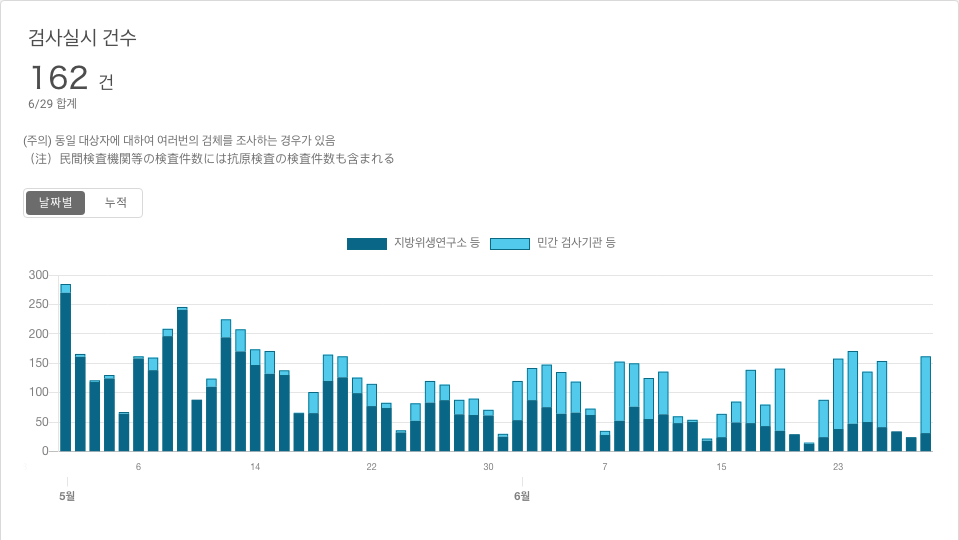 검사실시 건수
162 건
6/29 합계
(주의) 동일 대상자에 대하여 여러번의 검체를 조사하는 경우가 있음
（注）民間検査機関等の検査件数には抗原検査の検査件数も含まれる
날짜별 누적
지방위생연구소 등 민간 검사기관 등
300
250
200
150
100
50
0
6 14 22 30 7 15 23
5월 6월